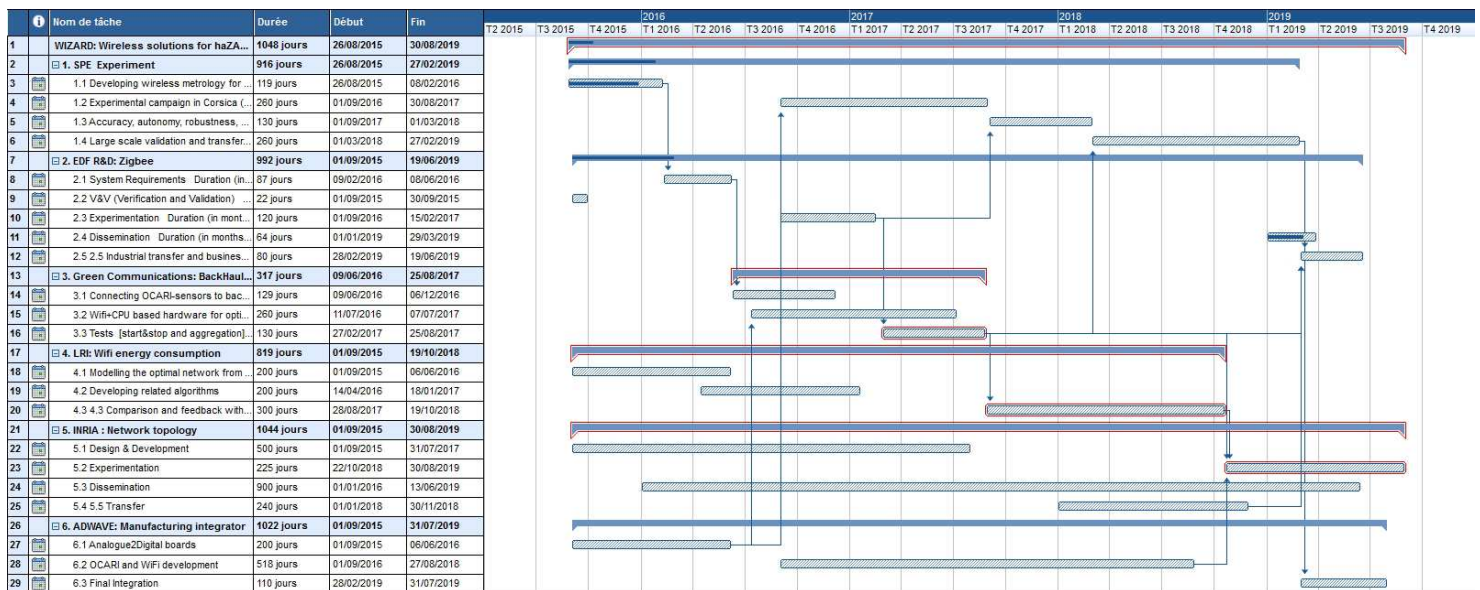 2016 2017 2018 2019
Nom de tâche Durée Début Fin T2 2015 T3 2015 T4 2015 T1 2016 T2 2016 T3 2016 T4 2016 T1 2017 T2 2017 T3 2017 T4 2017 T1 2018 T2 2018 T3 2018 T4 2018 T1 2019 T2 2019 T3 2019 T4 2019
1 WIZARD: Wireless solutions for haZA... 1048 jours 26/08/2015 30/08/2019
2 1. SPE Experiment 916 jours 26/08/2015 27/02/2019
3 1.1 Developing wireless metrology for ... 119 jours 26/08/2015 08/02/2016
4 1.2 Experimental campaign in Corsica (... 260 jours 01/09/2016 30/08/2017
5 1.3 Accuracy, autonomy, robustness, ... 130 jours 01/09/2017 01/03/2018
6 1.4 Large scale validation and transfer... 260 jours 01/03/2018 27/02/2019
7 2. EDF R&D: Zigbee 992 jours 01/09/2015 19/06/2019
8 2.1 System Requirements Duration (in... 87 jours 09/02/2016 08/06/2016
9 2.2 V&V (Verification and Validation) ... 22 jours 01/09/2015 30/09/2015
10 2.3 Experimentation Duration (in mont... 120 jours 01/09/2016 15/02/2017
11 2.4 Dissemination Duration (in months... 64 jours 01/01/2019 29/03/2019
12 2.5 2.5 Industrial transfer and busines... 80 jours 28/02/2019 19/06/2019
13 3. Green Communications: BackHaul... 317 jours 09/06/2016 25/08/2017
14 3.1 Connecting OCARI-sensors to bac... 129 jours 09/06/2016 06/12/2016
15 3.2 Wifi+CPU based hardware for opti... 260 jours 11/07/2016 07/07/2017
16 3.3 Tests [start&stop and aggregation]... 130 jours 27/02/2017 25/08/2017
17 4. LRI: Wifi energy consumption 819 jours 01/09/2015 19/10/2018
18 4.1 Modelling the optimal network from ... 200 jours 01/09/2015 06/06/2016
19 4.2 Developing related algorithms 200 jours 14/04/2016 18/01/2017
20 4.3 4.3 Comparison and feedback with... 300 jours 28/08/2017 19/10/2018
21 5. INRIA : Network topology 1044 jours 01/09/2015 30/08/2019
22 5.1 Design & Development 500 jours 01/09/2015 31/07/2017
23 5.2 Experimentation 225 jours 22/10/2018 30/08/2019
24 5.3 Dissemination 900 jours 01/01/2016 13/06/2019
25 5.4 5.5 Transfer 240 jours 01/01/2018 30/11/2018
26 6. ADWAVE: Manufacturing integrator 1022 jours 01/09/2015 31/07/2019
27 6.1 Analogue2Digital boards 200 jours 01/09/2015 06/06/2016
28 6.2 OCARI and WiFi development 518 jours 01/09/2016 27/08/2018
29 6.3 Final Integration 110 jours 28/02/2019 31/07/2019